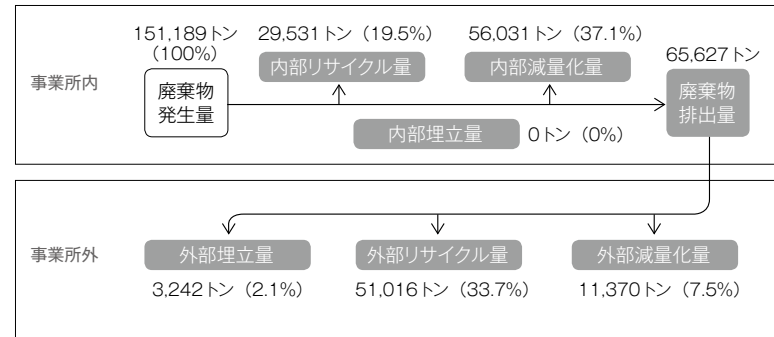 151,189トン
(100%)
29,531トン (19.5%)
56,031トン (37.1%)
65,627トン
事業所内
廃棄物
発生量
内部リサイクル量
内部減量化量
廃棄物
排出量
内部埋立量
0トン (0%)
事業所外
外部埋立量
外部リサイクル量
外部減量化量
3,242トン (2.1%)
51,016トン (33.7%)
11,370トン (7.5%)